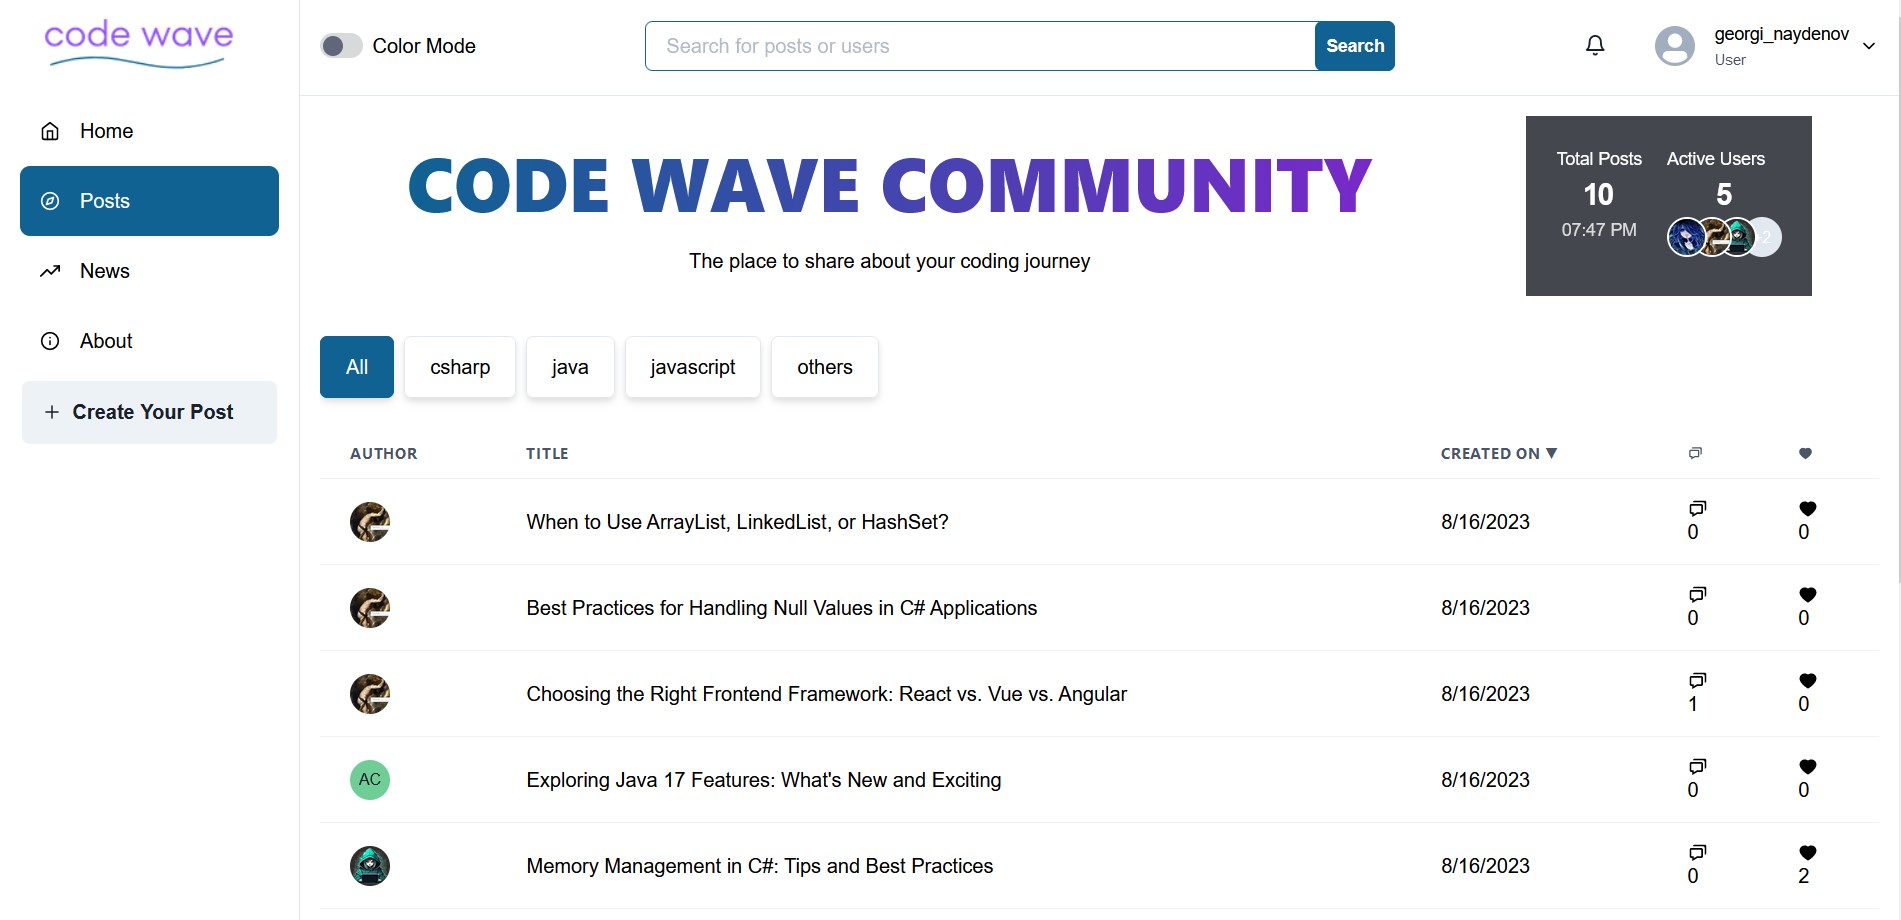 code wave
Color Mode
Search for posts or users
Search
georgi_naydenov
User
Home
Posts
News
About
+ Create Your Post
CODE WAVE COMMUNITY
The place to share about your coding journey
Total Posts
10
07:47 PM
Active Users
5
+2
All
csharp
java
javascript
others
AUTHOR TITLE CREATED ON ▼
When to Use ArrayList, LinkedList, or HashSet? 8/16/2023 0 0
Best Practices for Handling Null Values in C# Applications 8/16/2023 0 0
Choosing the Right Frontend Framework: React vs. Vue vs. Angular 8/16/2023 1 0
AC Exploring Java 17 Features: What's New and Exciting 8/16/2023 0 0
Memory Management in C#: Tips and Best Practices 8/16/2023 0 2